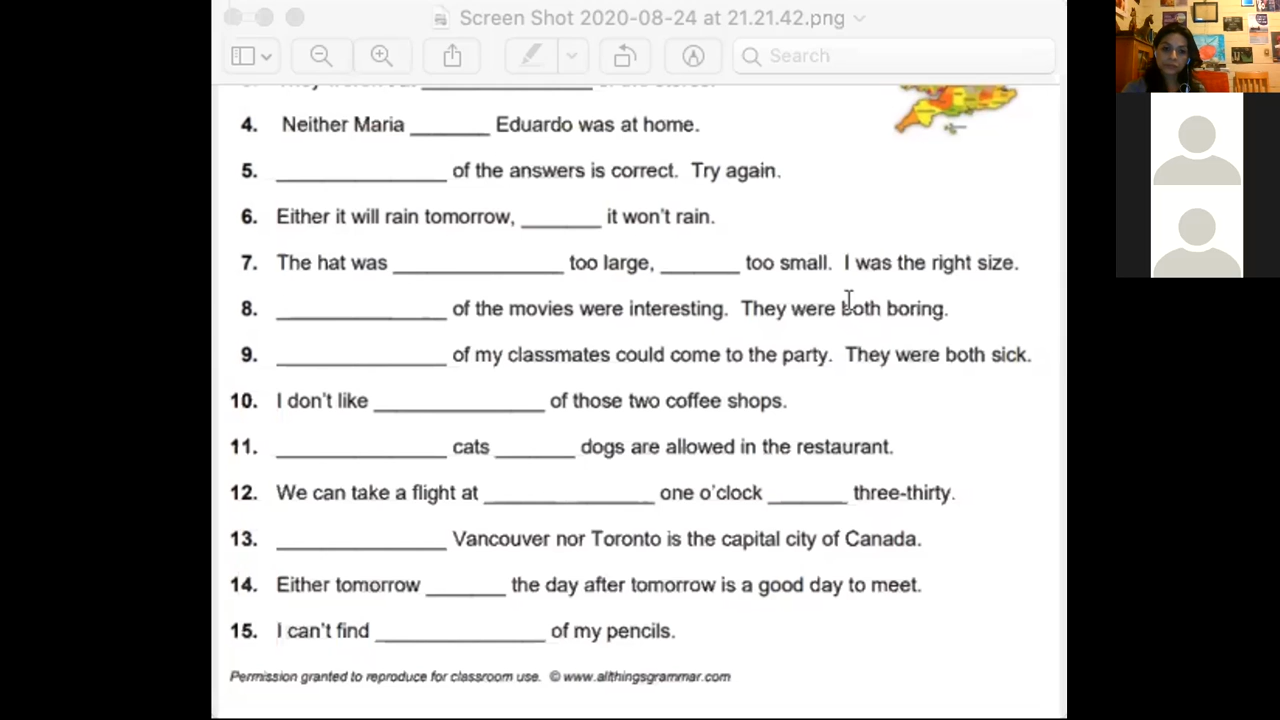 Screen Shot 2020-08-24 at 21.21.42.png
Search
4. Neither Maria ________ Eduardo was at home.
5. ________________ of the answers is correct. Try again.
6. Either it will rain tomorrow, ________ it won't rain.
7. The hat was ________________ too large, ________ too small. I was the right size.
8. ________________ of the movies were interesting. They were both boring.
9. ________________ of my classmates could come to the party. They were both sick.
10. I don't like ________________ of those two coffee shops.
11. ________________ cats ________ dogs are allowed in the restaurant.
12. We can take a flight at ________________ one o'clock ________ three-thirty.
13. ________________ Vancouver nor Toronto is the capital city of Canada.
14. Either tomorrow ________ the day after tomorrow is a good day to meet.
15. I can't find ________________ of my pencils.
Permission granted to reproduce for classroom use. © www.allthingsgrammar.com